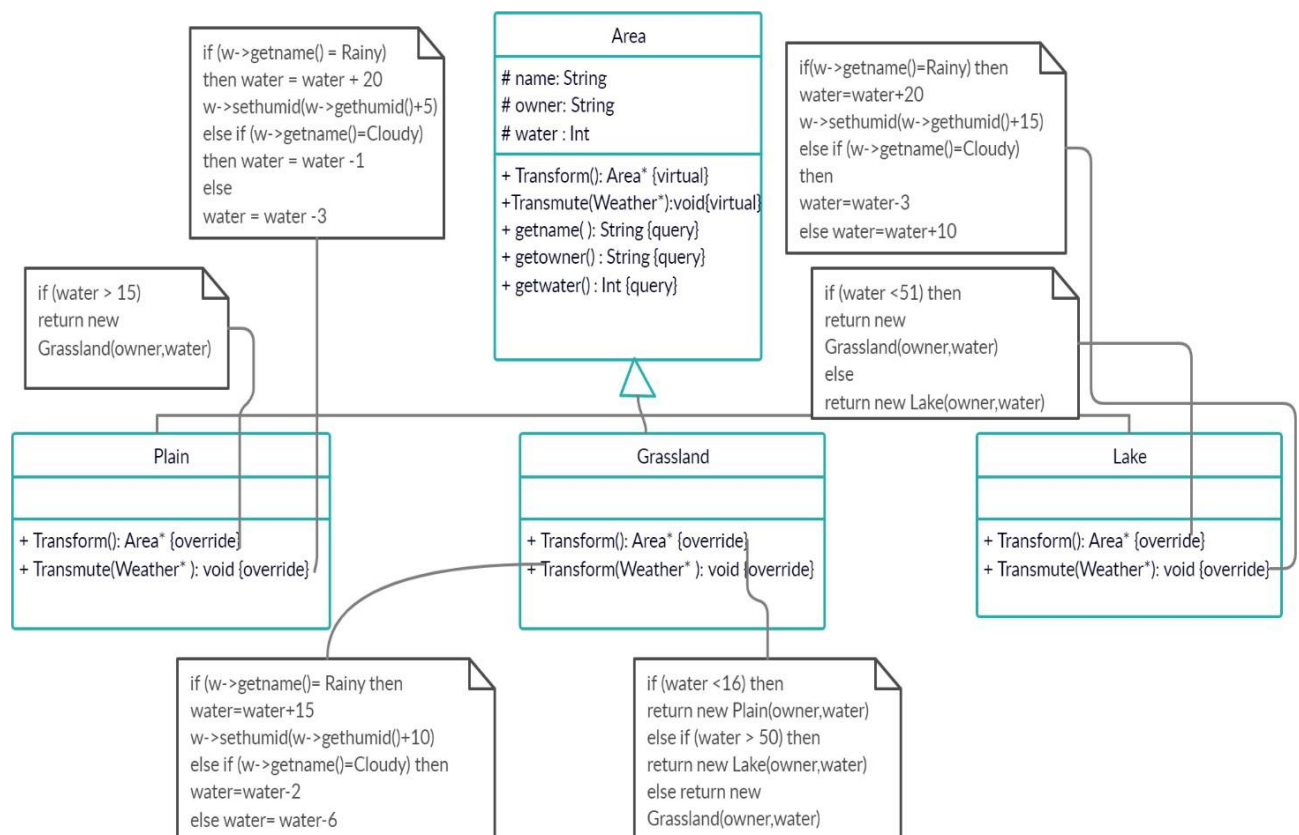 if (w->getname() = Rainy)
then water = water + 20
w->sethumid(w->gethumid()+5)
else if (w->getname()=Cloudy)
then water = water -1
else
water = water -3
Area
# name: String
# owner: String
# water : Int
+ Transform(): Area* {virtual}
+Transmute(Weather*):void{virtual}
+ getname( ): String {query}
+ getowner() : String {query}
+ getwater() : Int {query}
if(w->getname()=Rainy) then
water=water+20
w->sethumid(w->gethumid()+15)
else if (w->getname()=Cloudy)
then
water=water-3
else water=water+10
if (water > 15)
return new
Grassland(owner,water)
if (water <51) then
return new
Grassland(owner,water)
else
return new Lake(owner,water)
Plain
+ Transform(): Area* {override}
+ Transmute(Weather* ): void {override}
Grassland
+ Transform(): Area* {override}
+ Transform(Weather* ): void {override}
Lake
+ Transform(): Area* {override}
+ Transmute(Weather*): void {override}
if (w->getname()= Rainy then
water=water+15
w->sethumid(w->gethumid()+10)
else if (w->getname()=Cloudy) then
water=water-2
else water= water-6
if (water <16) then
return new Plain(owner,water)
else if (water > 50) then
return new Lake(owner,water)
else return new
Grassland(owner,water)